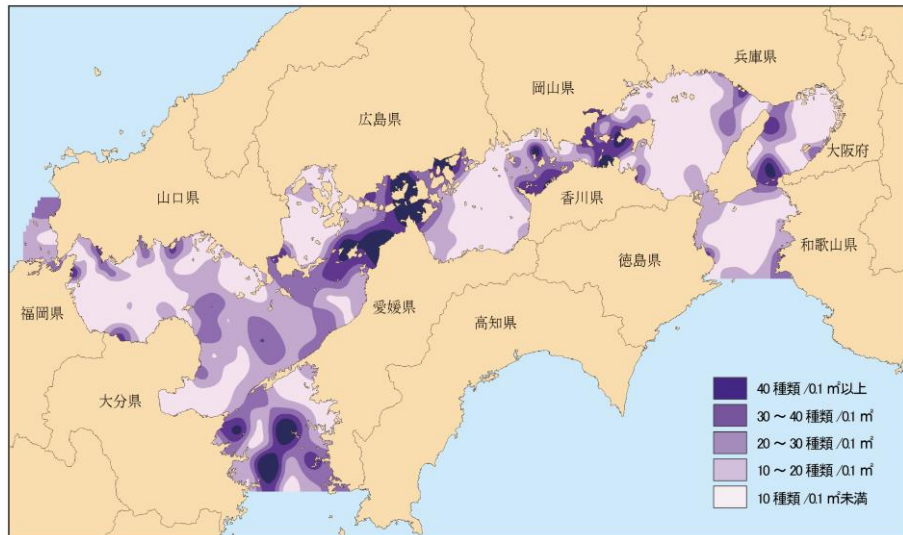 兵庫県
岡山県
広島県
大阪府
山口県
香川県
和歌山県
徳島県
福岡県
愛媛県
高知県
大分県
40 種類 /0.1 ㎡以上
30 ~ 40 種類 /0.1 ㎡
20 ~ 30 種類 /0.1 ㎡
10 ~ 20 種類 /0.1 ㎡
10 種類 /0.1 ㎡未満